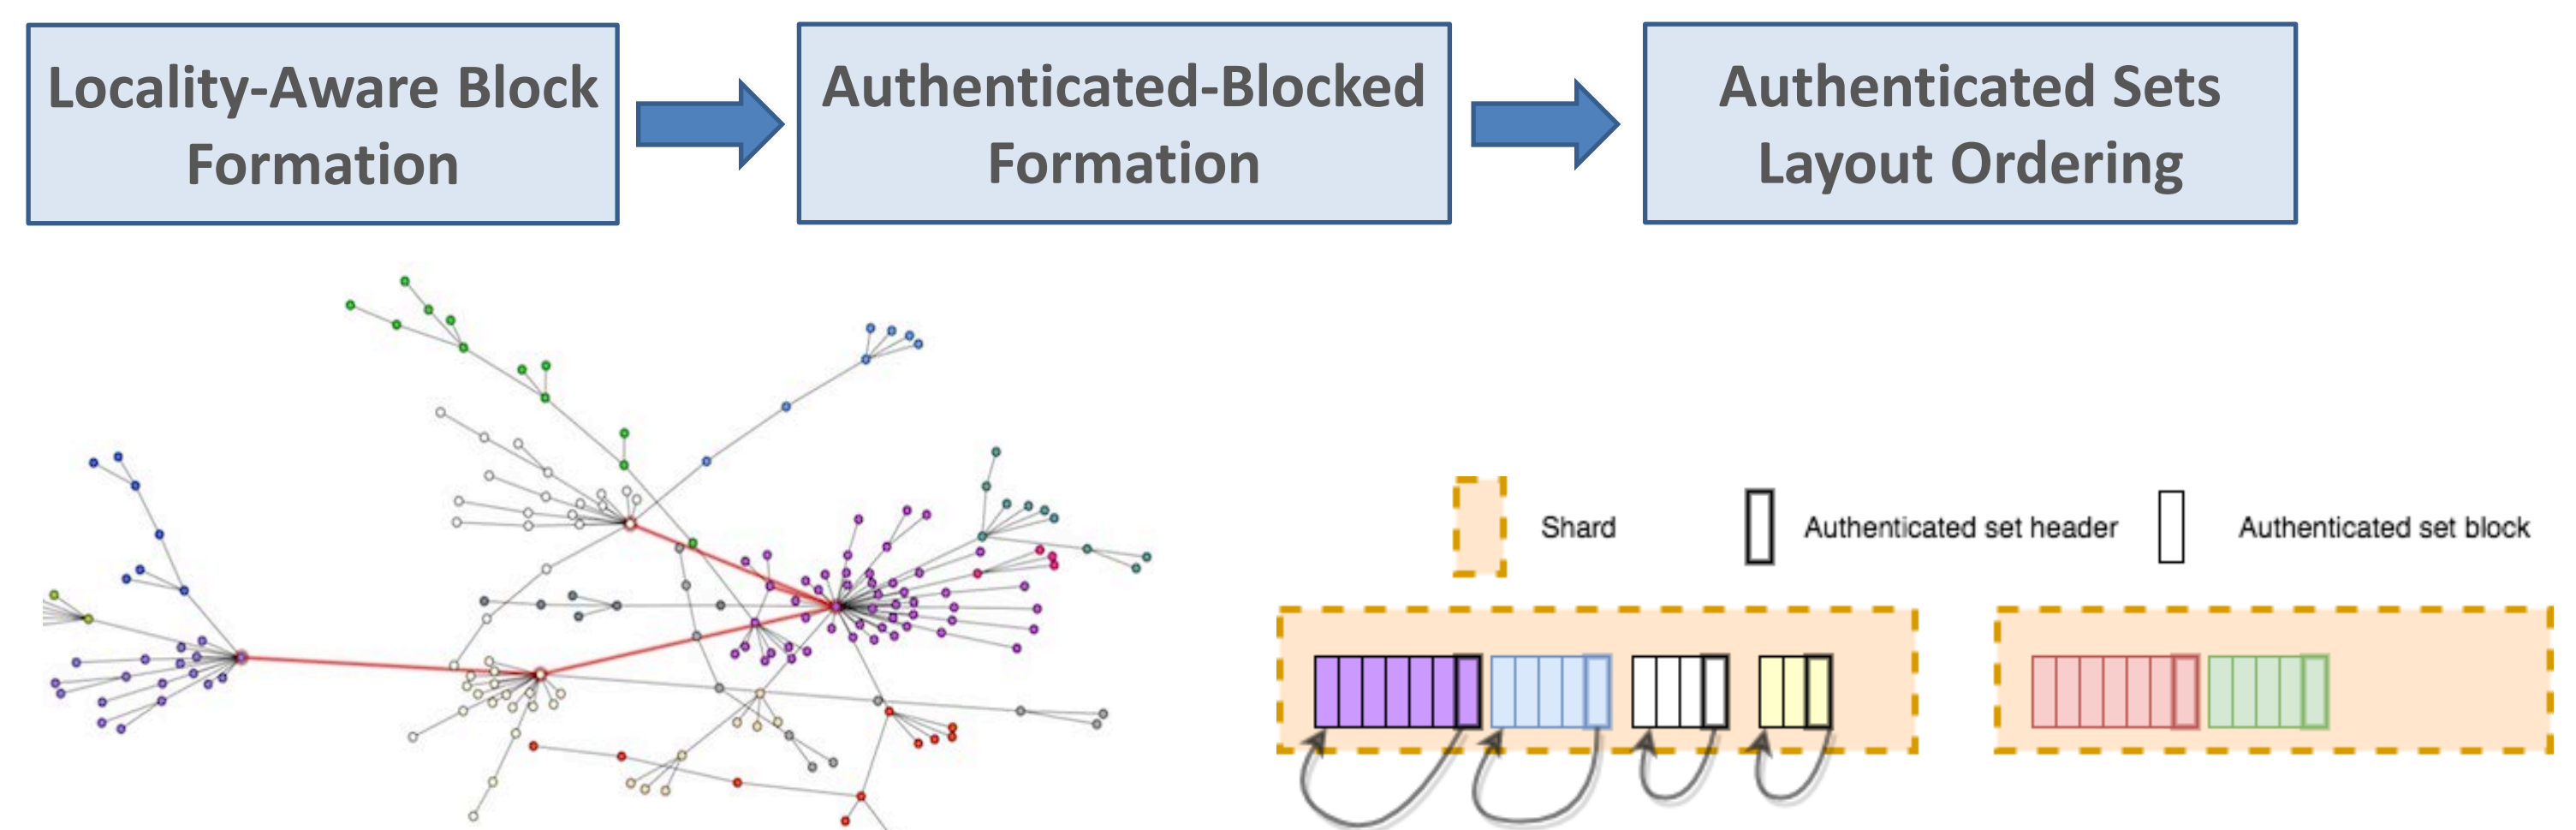 Locality-Aware Block
Formation
Authenticated-Blocked
Formation
Authenticated Sets
Layout Ordering
Shard
Authenticated set header
Authenticated set block